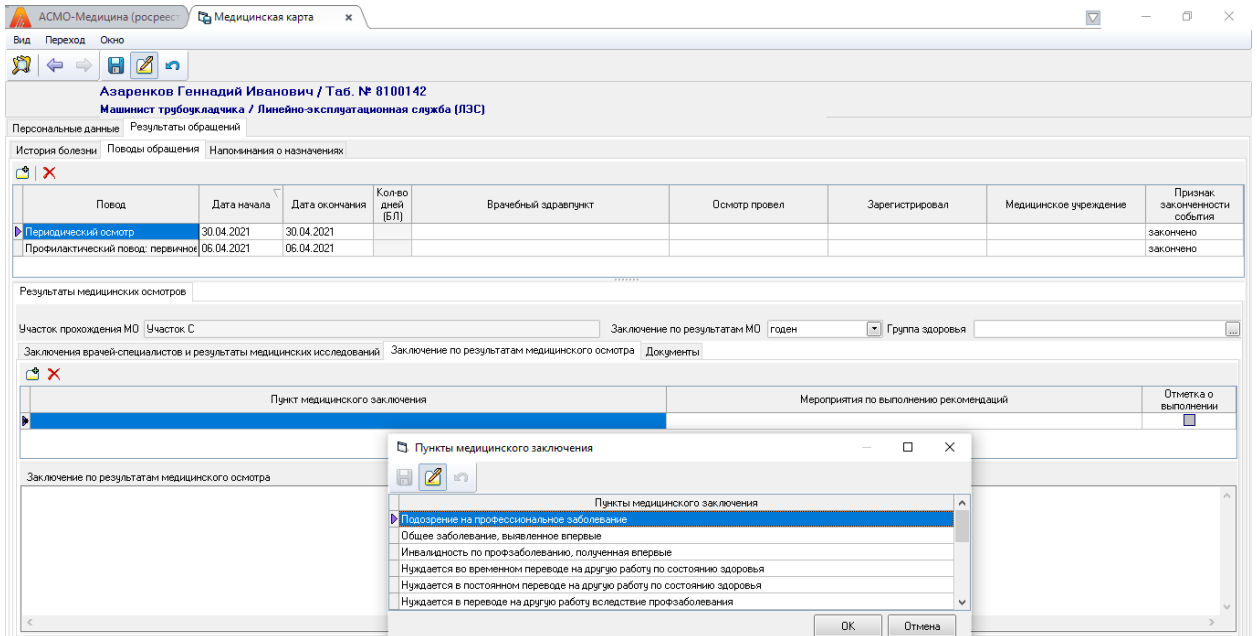 АСМО-Медицина (росреест
Медицинская карта
Вид Переход Окно
Азаренков Геннадий Иванович / Таб. № 8100142
Машинист трубоукладчика / Линейно-эксплуатационная служба (ЛЭС)
Персональные данные Результаты обращений
История болезни Поводы обращения Напоминания о назначениях
Повод Дата начала Дата окончания Кол-во дней (БЛ) Врачебный здравпункт Осмотр провел Зарегистрировал Медицинское учреждение Признак законченности события
Периодический осмотр 30.04.2021 30.04.2021 закончено
Профилактический повод: первичное 06.04.2021 06.04.2021 закончено
Результаты медицинских осмотров
Участок прохождения МО Участок С Заключение по результатам МО годен Группа здоровья
Заключения врачей-специалистов и результаты медицинских исследований Заключение по результатам медицинского осмотра Документы
Пункт медицинского заключения Мероприятия по выполнению рекомендаций Отметка о выполнении
Заключение по результатам медицинского осмотра
Пункты медицинского заключения
Пункты медицинского заключения
Подозрение на профессиональное заболевание
Общее заболевание, выявленное впервые
Инвалидность по профзаболеванию, полученная впервые
Нуждается во временном переводе на другую работу по состоянию здоровья
Нуждается в постоянном переводе на другую работу по состоянию здоровья
Нуждается в переводе на другую работу вследствие профзаболевания
OK Отмена